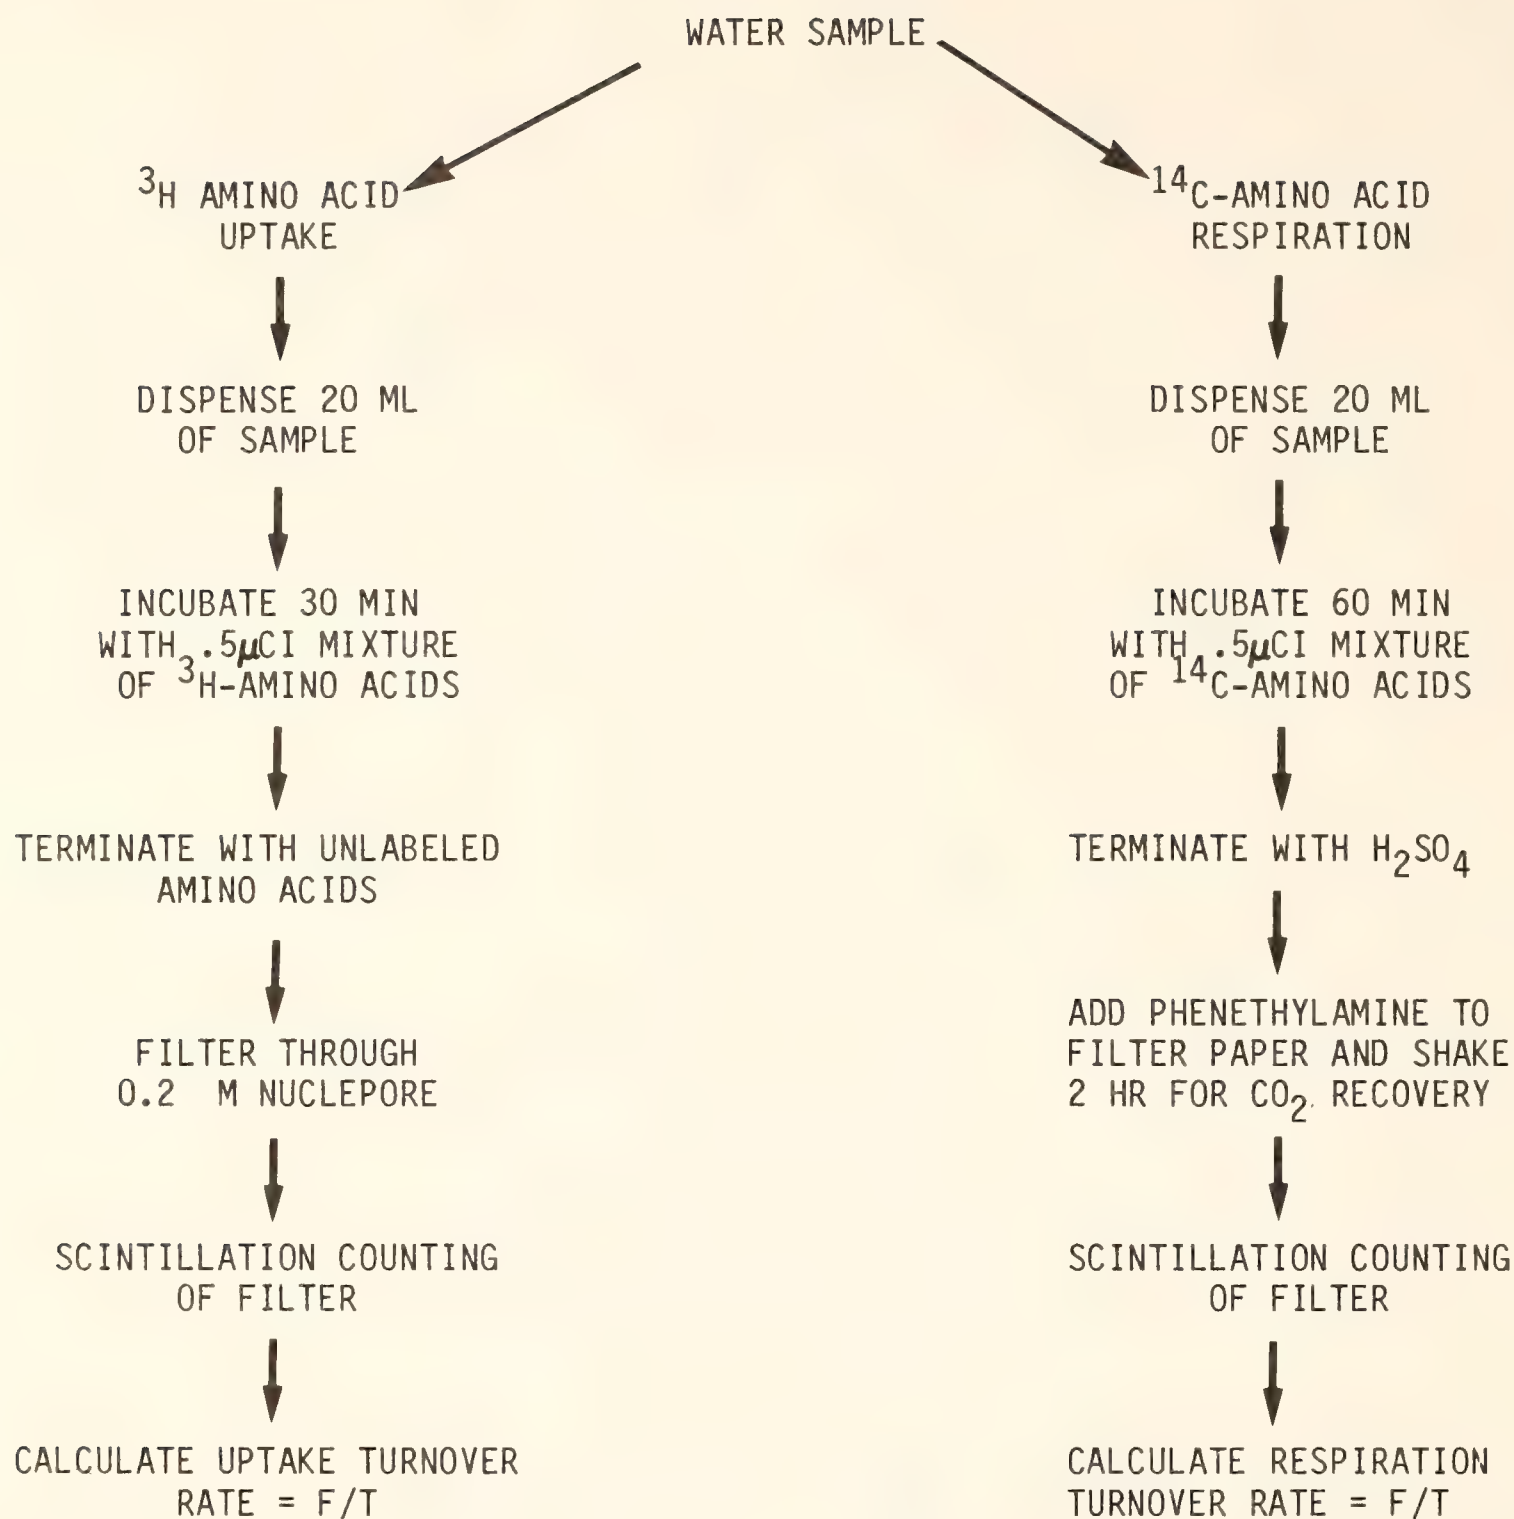 WATER SAMPLE
³H AMINO ACID
UPTAKE
DISPENSE 20 ML
OF SAMPLE
INCUBATE 30 MIN
WITH .5μCI MIXTURE
OF ³H-AMINO ACIDS
TERMINATE WITH UNLABELED
AMINO ACIDS
FILTER THROUGH
0.2 M NUCLEPORE
SCINTILLATION COUNTING
OF FILTER
CALCULATE UPTAKE TURNOVER
RATE = F/T
¹⁴C-AMINO ACID
RESPIRATION
DISPENSE 20 ML
OF SAMPLE
INCUBATE 60 MIN
WITH .5μCI MIXTURE
OF ¹⁴C-AMINO ACIDS
TERMINATE WITH H₂SO₄
ADD PHENETHYLAMINE TO
FILTER PAPER AND SHAKE
2 HR FOR CO₂ RECOVERY
SCINTILLATION COUNTING
OF FILTER
CALCULATE RESPIRATION
TURNOVER RATE = F/T